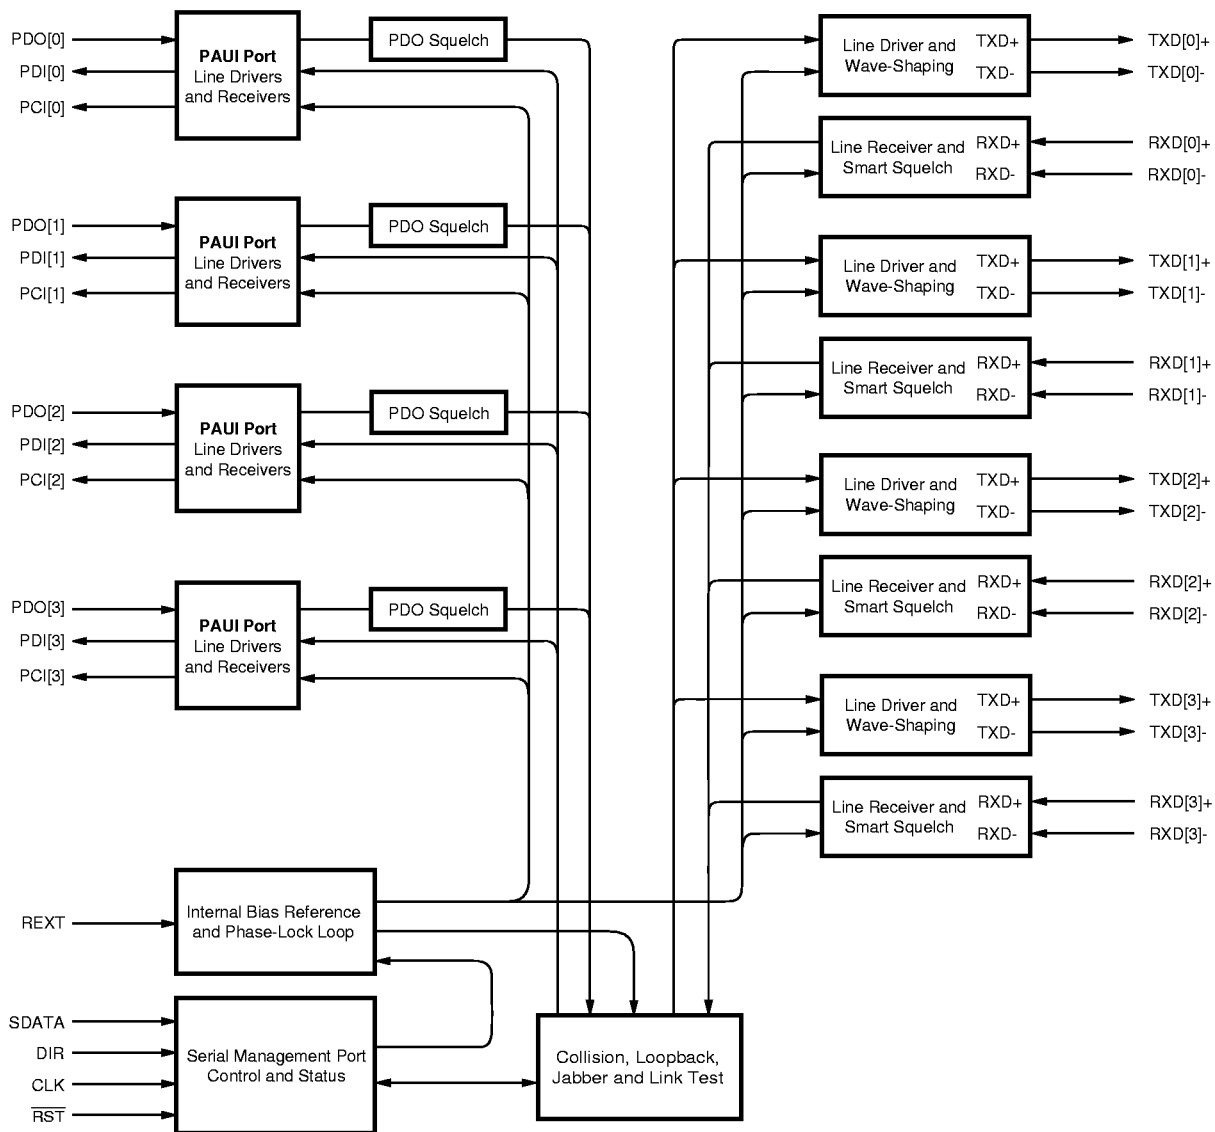 PDO[0]
PDI[0]
PCI[0]
PAUI Port
Line Drivers
and Receivers
PDO Squelch
PDO[1]
PDI[1]
PCI[1]
PAUI Port
Line Drivers
and Receivers
PDO Squelch
PDO[2]
PDI[2]
PCI[2]
PAUI Port
Line Drivers
and Receivers
PDO Squelch
PDO[3]
PDI[3]
PCI[3]
PAUI Port
Line Drivers
and Receivers
PDO Squelch
REXT
Internal Bias Reference
and Phase-Lock Loop
SDATA
DIR
CLK
RST
Serial Management Port
Control and Status
Collision, Loopback,
Jabber and Link Test
Line Driver and
Wave-Shaping
TXD+
TXD-
TXD[0]+
TXD[0]-
Line Receiver and
Smart Squelch
RXD+
RXD-
RXD[0]+
RXD[0]-
Line Driver and
Wave-Shaping
TXD+
TXD-
TXD[1]+
TXD[1]-
Line Receiver and
Smart Squelch
RXD+
RXD-
RXD[1]+
RXD[1]-
Line Driver and
Wave-Shaping
TXD+
TXD-
TXD[2]+
TXD[2]-
Line Receiver and
Smart Squelch
RXD+
RXD-
RXD[2]+
RXD[2]-
Line Driver and
Wave-Shaping
TXD+
TXD-
TXD[3]+
TXD[3]-
Line Receiver and
Smart Squelch
RXD+
RXD-
RXD[3]+
RXD[3]-